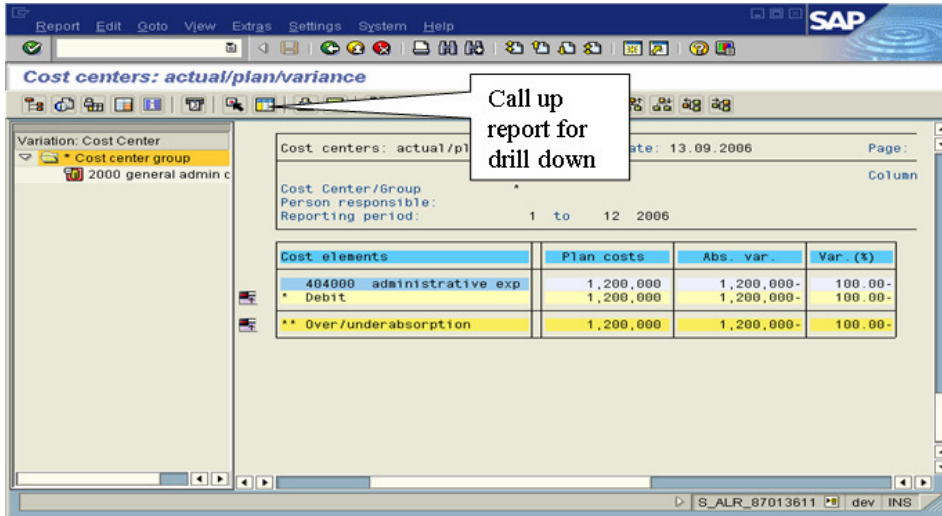 Report Edit Goto View Extras Settings System Help
SAP
Cost centers: actual/plan/variance
Call up
report for
drill down
Variation: Cost Center
* Cost center group
2000 general admin c
Cost centers: actual/pl ate: 13.09.2006 Page:
Column
Cost Center/Group *
Person responsible:
Reporting period: 1 to 12 2006
Cost elements Plan costs Abs. var. Var.(%)
404000 administrative exp 1,200,000 1,200,000- 100.00-
* Debit 1,200,000 1,200,000- 100.00-
** Over/underabsorption 1,200,000 1,200,000- 100.00-
S_ALR_87013611 dev INS